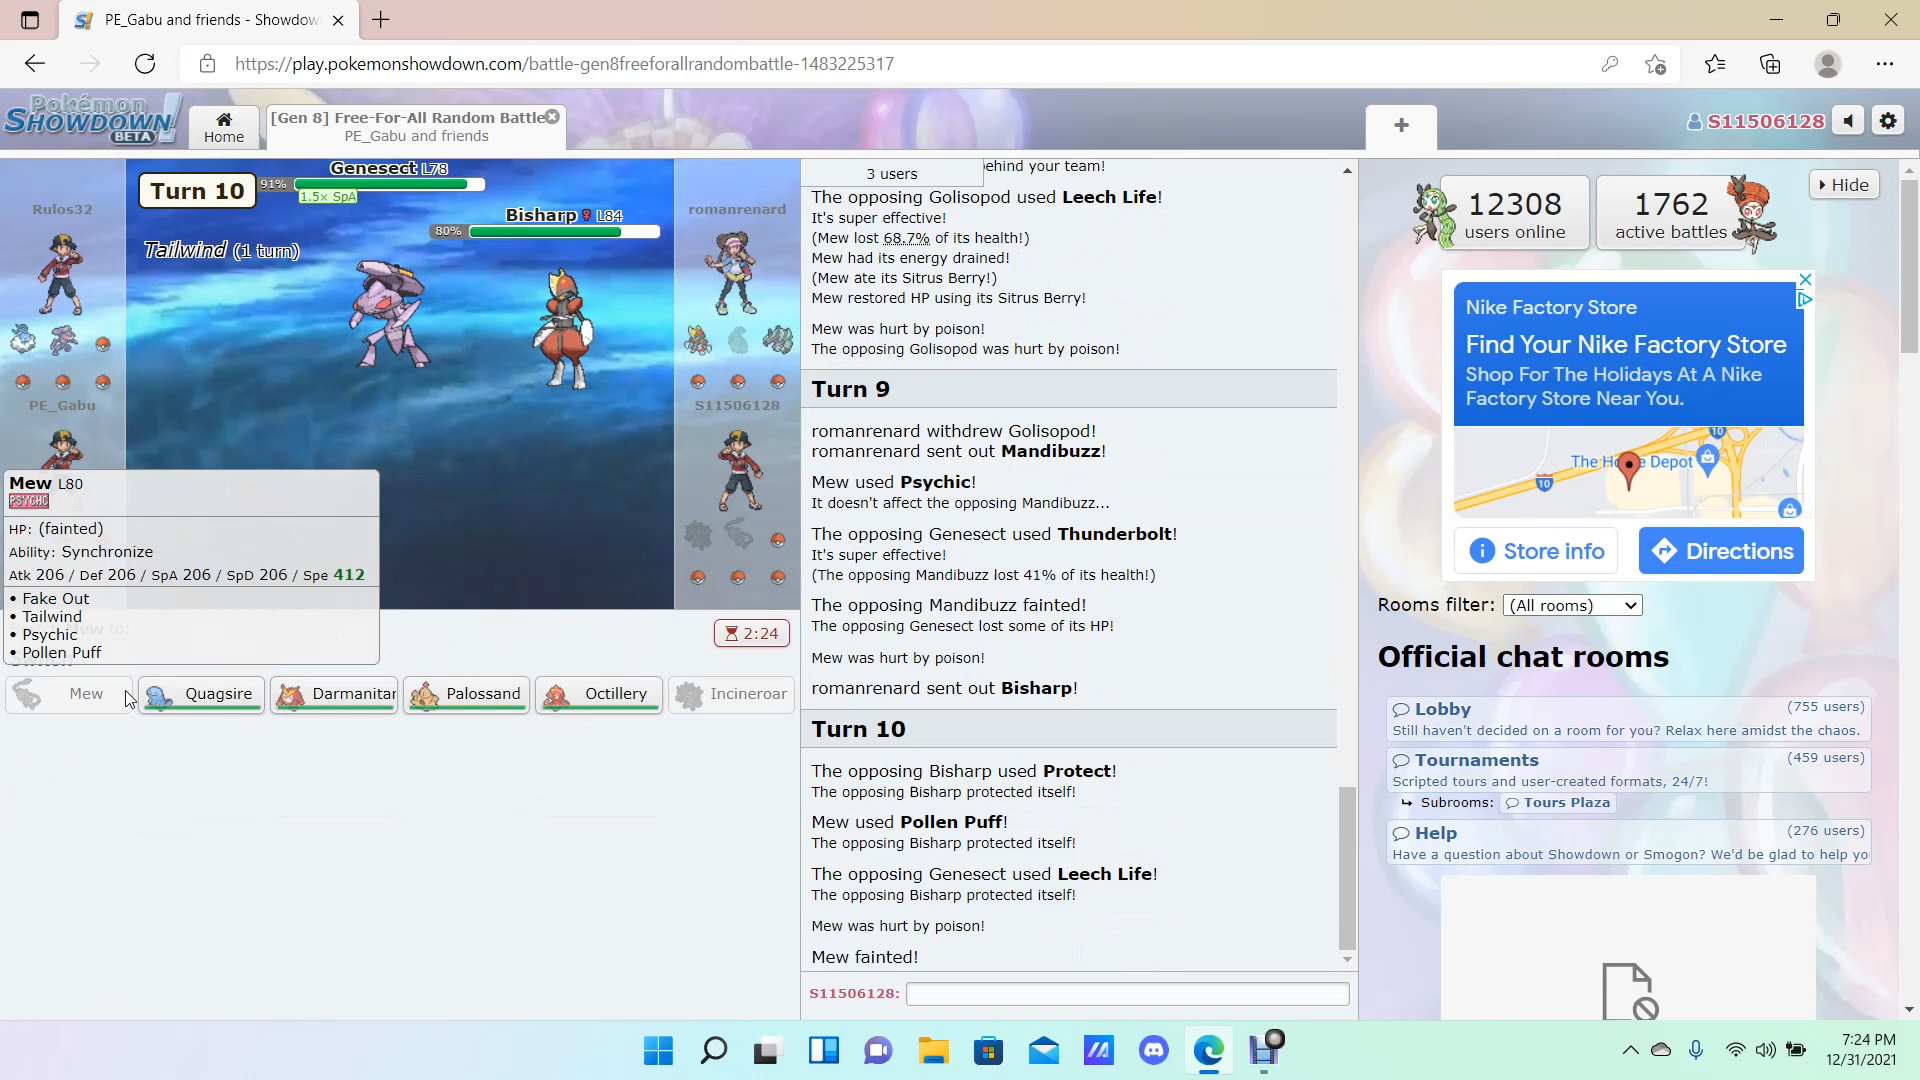 PE_Gabu and friends - Showdow
https://play.pokemonshowdown.com/battle-gen8freeforallrandombattle-1483225317
Pokémon
SHOWDOWN!
BETA
Home
[Gen 8] Free-For-All Random Battle
PE_Gabu and friends
+
S11506128
Turn 10
Genesect L78
91%
1.5× SpA
Bisharp L84
80%
Tailwind (1 turn)
Rulos32
romanrenard
PE_Gabu
S11506128
Mew L80
PSYCHC
HP: (fainted)
Ability: Synchronize
Atk 206 / Def 206 / SpA 206 / SpD 206 / Spe 412
• Fake Out
• Tailwind
• Psychic
• Pollen Puff
2:24
Mew
Quagsire
Darmanitar
Palossand
Octillery
Incineroar
3 users
behind your team!
The opposing Golisopod used Leech Life!
It's super effective!
(Mew lost 68.7% of its health!)
Mew had its energy drained!
(Mew ate its Sitrus Berry!)
Mew restored HP using its Sitrus Berry!
Mew was hurt by poison!
The opposing Golisopod was hurt by poison!
Turn 9
romanrenard withdrew Golisopod!
romanrenard sent out Mandibuzz!
Mew used Psychic!
It doesn't affect the opposing Mandibuzz...
The opposing Genesect used Thunderbolt!
It's super effective!
(The opposing Mandibuzz lost 41% of its health!)
The opposing Mandibuzz fainted!
The opposing Genesect lost some of its HP!
Mew was hurt by poison!
romanrenard sent out Bisharp!
Turn 10
The opposing Bisharp used Protect!
The opposing Bisharp protected itself!
Mew used Pollen Puff!
The opposing Bisharp protected itself!
The opposing Genesect used Leech Life!
The opposing Bisharp protected itself!
Mew was hurt by poison!
Mew fainted!
S11506128:
12308
users online
1762
active battles
Hide
Nike Factory Store
Find Your Nike Factory Store
Shop For The Holidays At A Nike
Factory Store Near You.
The Ho e Depot
10
10
10
Store info
Directions
Rooms filter: (All rooms)
Official chat rooms
Lobby (755 users)
Still haven't decided on a room for you? Relax here amidst the chaos.
Tournaments (459 users)
Scripted tours and user-created formats, 24/7!
Subrooms: Tours Plaza
Help (276 users)
Have a question about Showdown or Smogon? We'd be glad to help yo
7:24 PM
12/31/2021